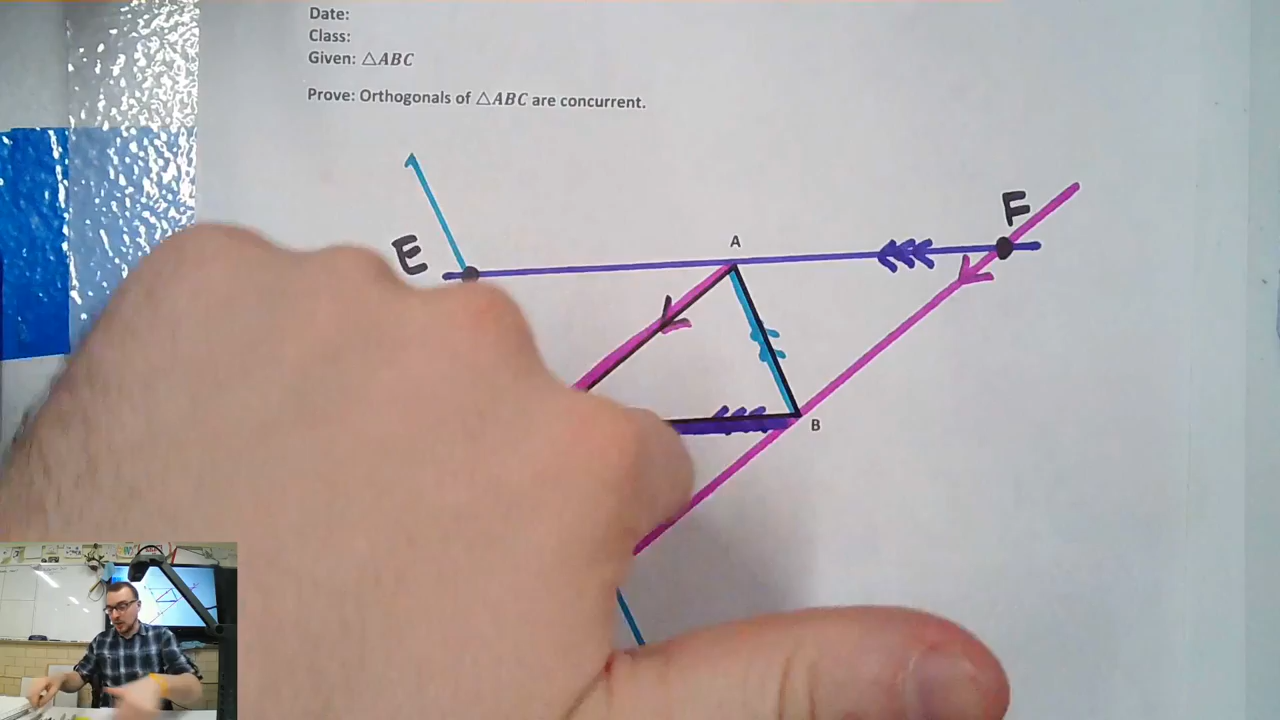 Date:
Class:
Given: △ABC
Prove: Orthogonals of △ABC are concurrent.
F
A
E
B